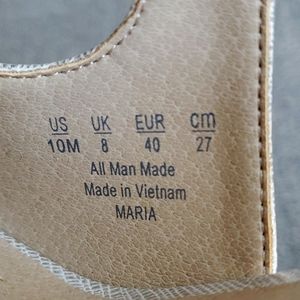 US UK EUR cm
10M 8 40 27
All Man Made
Made in Vietnam
MARIA